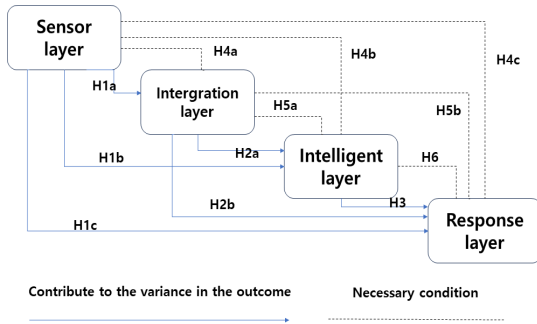 Sensor
layer
H4a
H4b
H4c
H1a
Intergration
layer
H5a
H5b
H1b
H2a
Intelligent
layer
H6
H2b
H3
H1c
Response
layer
Contribute to the variance in the outcome
Necessary condition